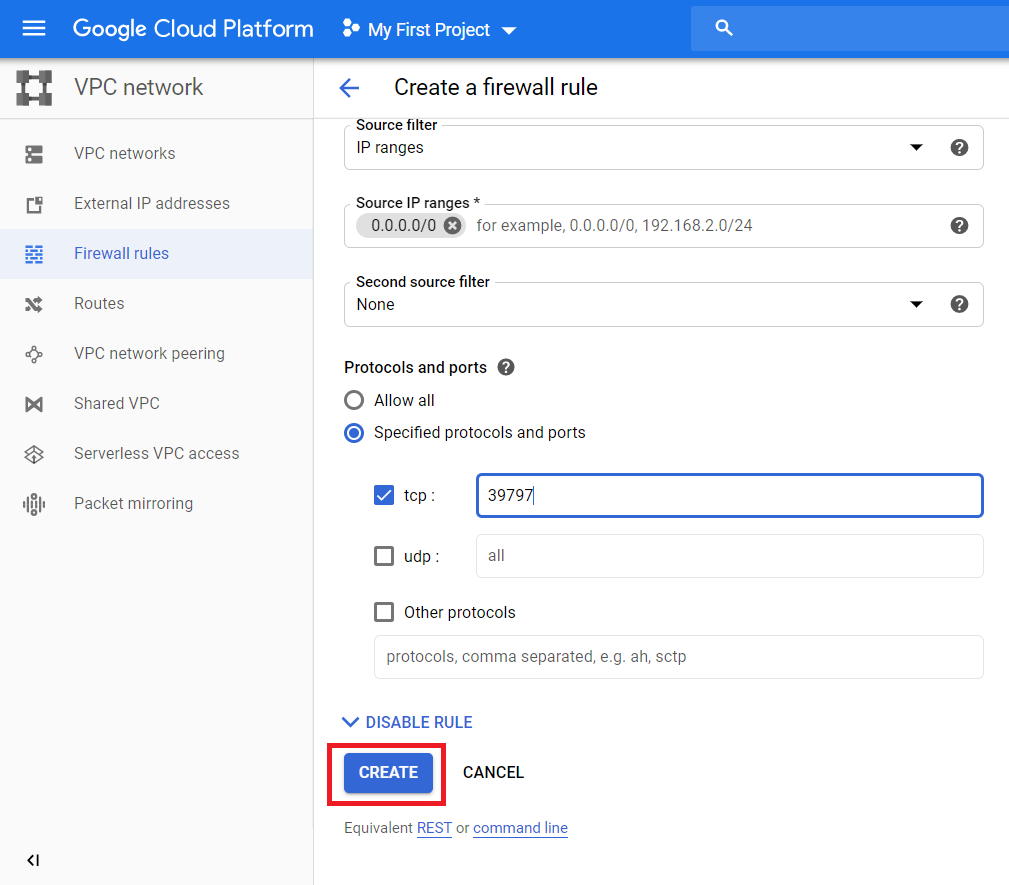 Google Cloud Platform
My First Project
VPC network
Create a firewall rule
VPC networks
External IP addresses
Firewall rules
Routes
VPC network peering
Shared VPC
Serverless VPC access
Packet mirroring
Source filter
IP ranges
Source IP ranges *
0.0.0.0/0 for example, 0.0.0.0/0, 192.168.2.0/24
Second source filter
None
Protocols and ports
Allow all
Specified protocols and ports
tcp : 39797
udp : all
Other protocols
protocols, comma separated, e.g. ah, sctp
DISABLE RULE
CREATE CANCEL
Equivalent REST or command line